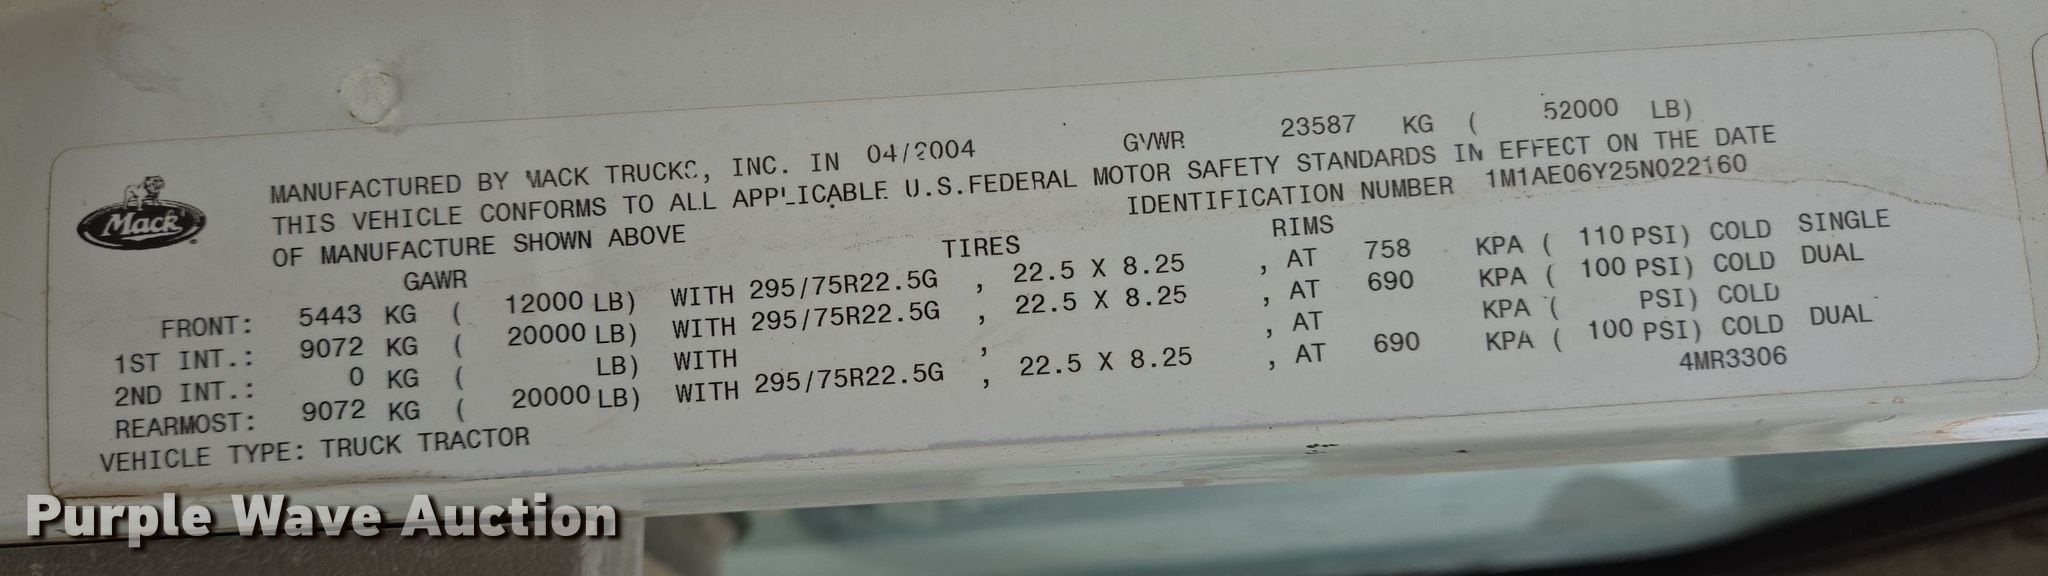 MANUFACTURED BY MACK TRUCKS, INC. IN 04/2004 GVWR 23587 KG ( 52000 LB)
THIS VEHICLE CONFORMS TO ALL APPLICABLE U.S.FEDERAL MOTOR SAFETY STANDARDS IN EFFECT ON THE DATE
OF MANUFACTURE SHOWN ABOVE IDENTIFICATION NUMBER 1M1AE06Y25N022160
Mack
GAWR TIRES RIMS
FRONT: 5443 KG ( 12000 LB) WITH 295/75R22.5G , 22.5 X 8.25 , AT 758 KPA ( 110 PSI) COLD SINGLE
1ST INT.: 9072 KG ( 20000 LB) WITH 295/75R22.5G , 22.5 X 8.25 , AT 690 KPA ( 100 PSI) COLD DUAL
2ND INT.: 0 KG ( LB) WITH , , AT KPA ( PSI) COLD
REARMOST: 9072 KG ( 20000 LB) WITH 295/75R22.5G , 22.5 X 8.25 , AT 690 KPA ( 100 PSI) COLD DUAL
VEHICLE TYPE: TRUCK TRACTOR 4MR3306
Purple Wave Auction